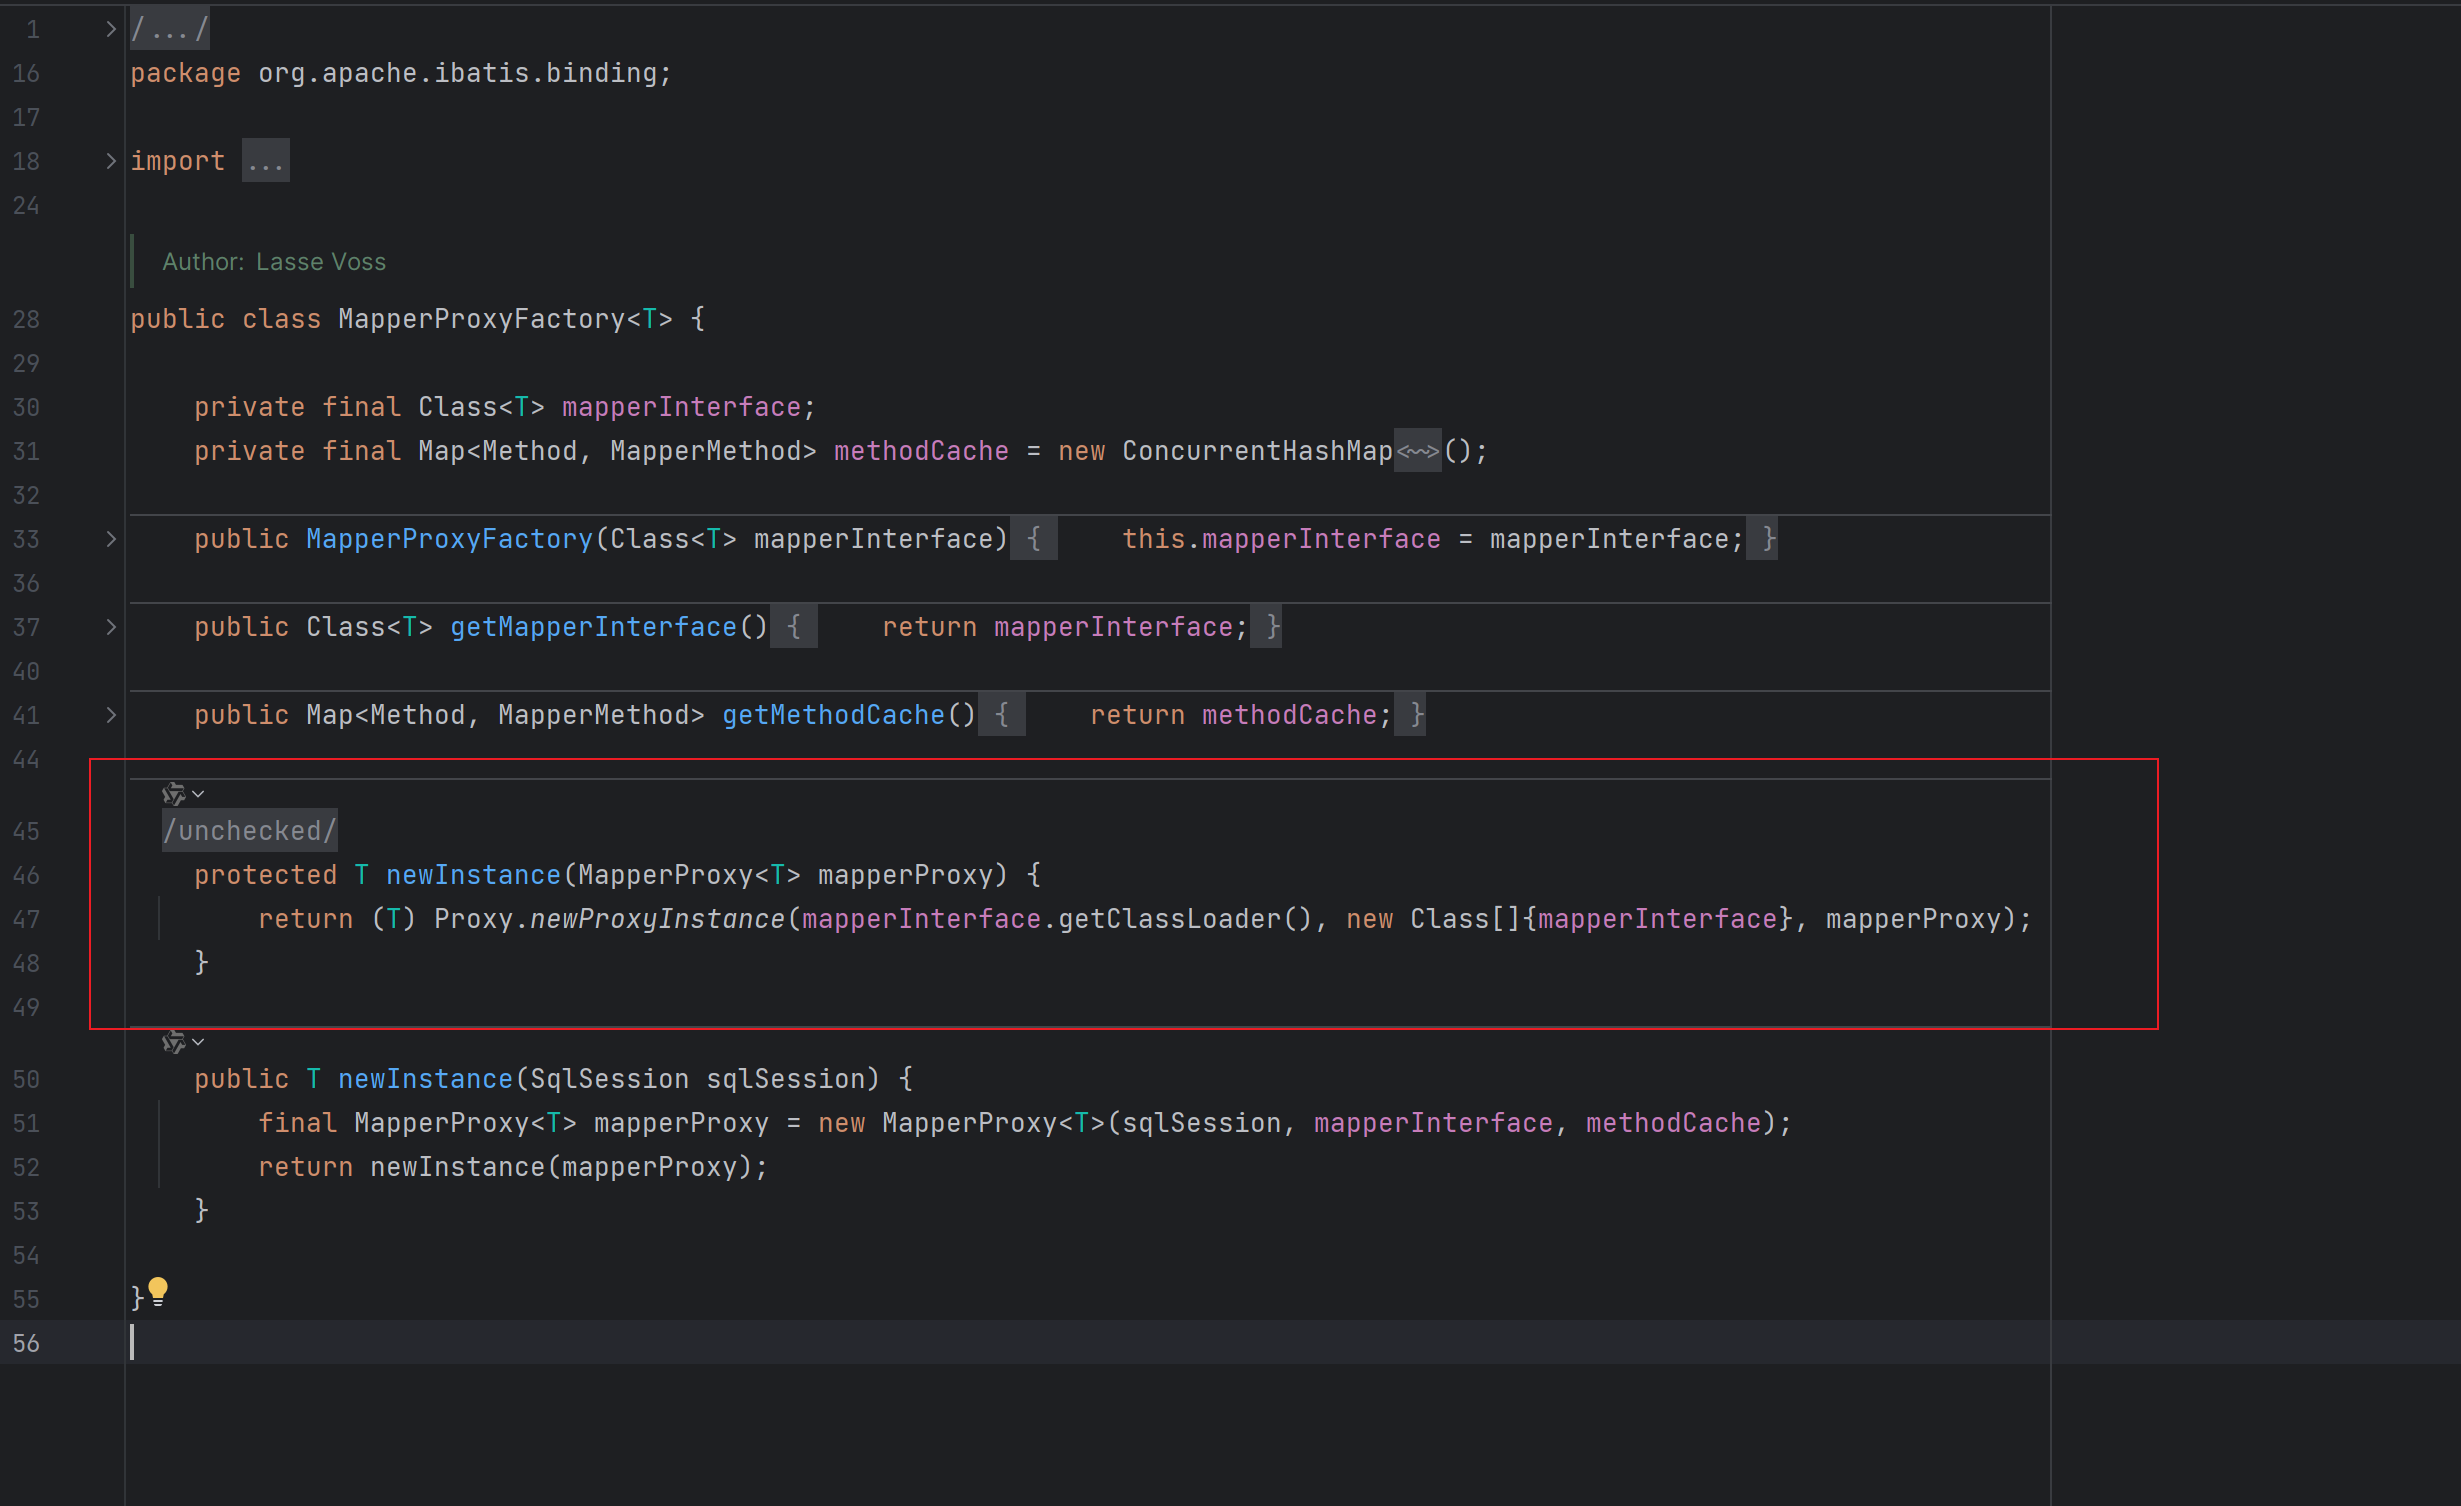 1 /.../
16 package org.apache.ibatis.binding;
17
18 import ...
24
Author: Lasse Voss
28 public class MapperProxyFactory<T> {
29
30 private final Class<T> mapperInterface;
31 private final Map<Method, MapperMethod> methodCache = new ConcurrentHashMap<~>();
32
33 public MapperProxyFactory(Class<T> mapperInterface) { this.mapperInterface = mapperInterface; }
36
37 public Class<T> getMapperInterface() { return mapperInterface; }
40
41 public Map<Method, MapperMethod> getMethodCache() { return methodCache; }
44
45 /unchecked/
46 protected T newInstance(MapperProxy<T> mapperProxy) {
47 return (T) Proxy.newProxyInstance(mapperInterface.getClassLoader(), new Class[]{mapperInterface}, mapperProxy);
48 }
49
50 public T newInstance(SqlSession sqlSession) {
51 final MapperProxy<T> mapperProxy = new MapperProxy<T>(sqlSession, mapperInterface, methodCache);
52 return newInstance(mapperProxy);
53 }
54
55 }
56